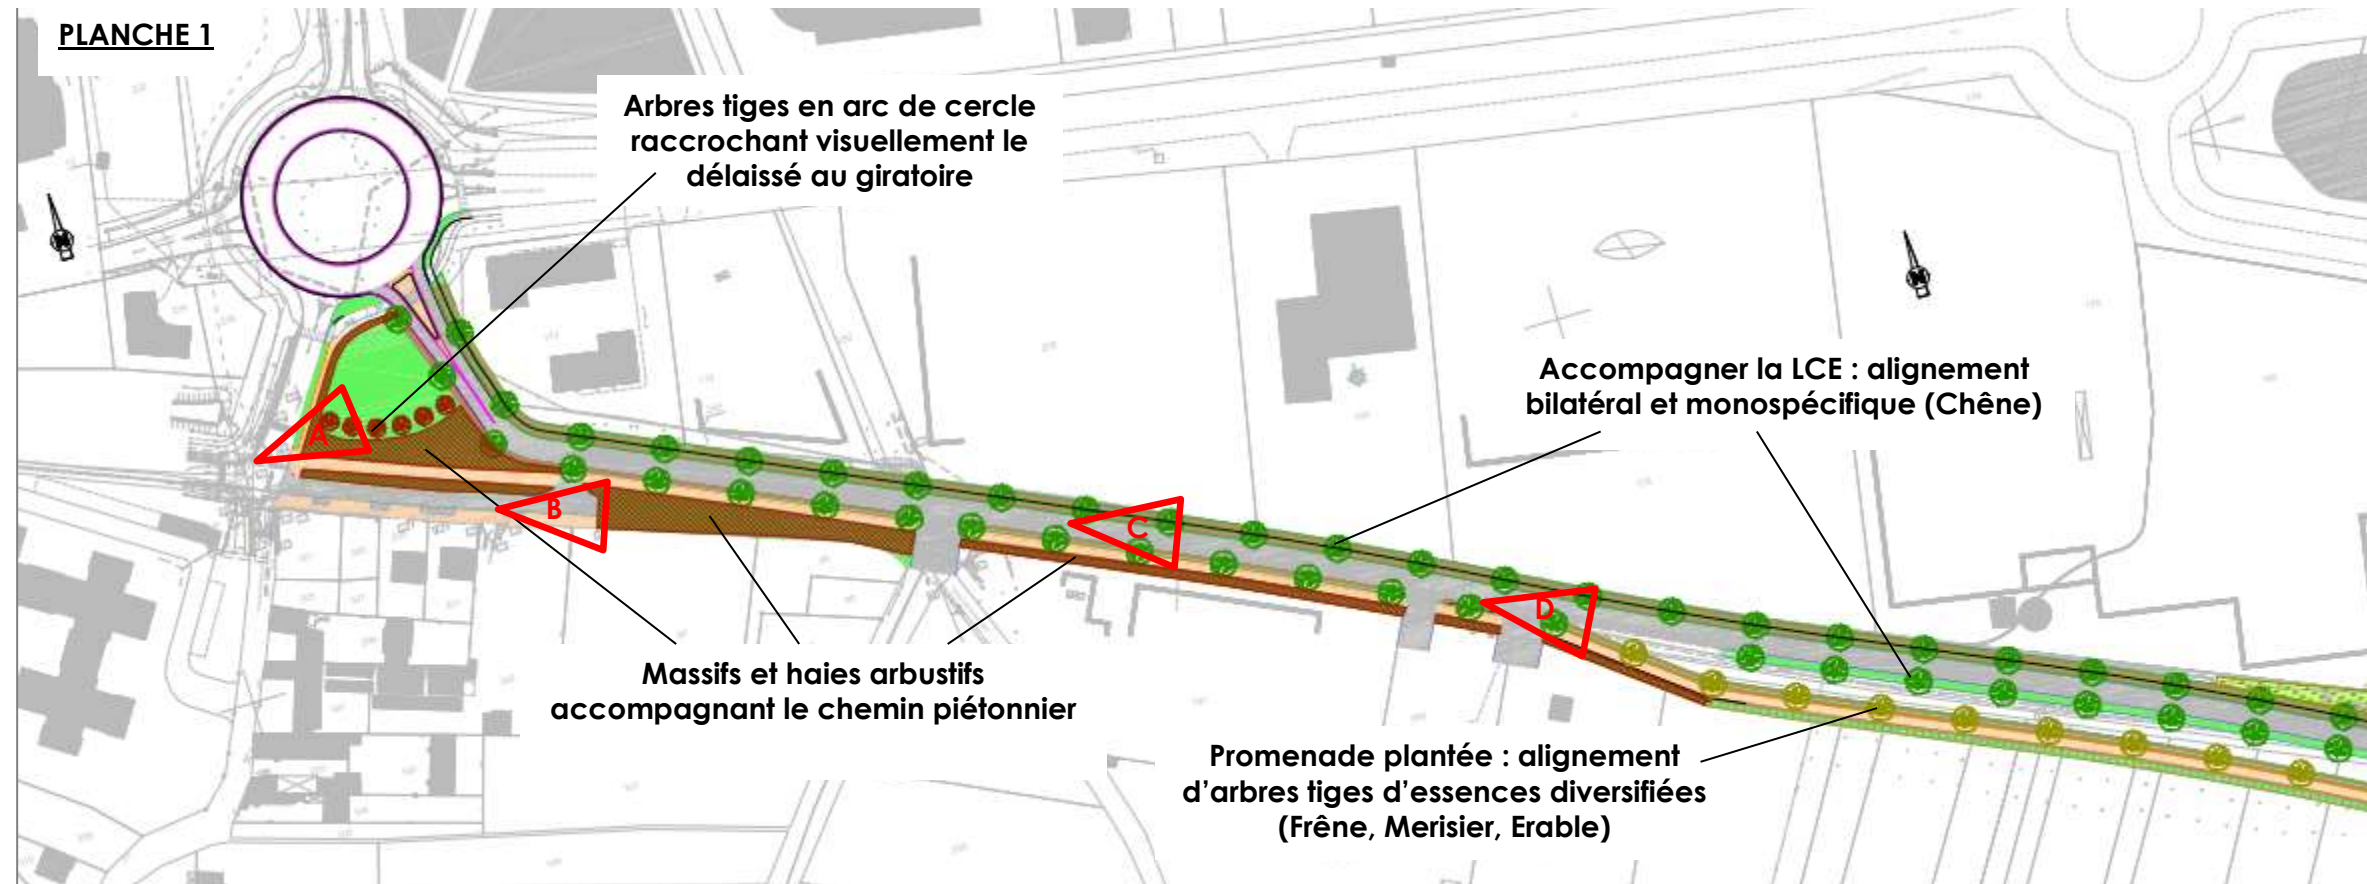 PLANCHE 1
Arbres tiges en arc de cercle
raccrochant visuellement le
délaissé au giratoire
Accompagner la LCE : alignement
bilatéral et monospécifique (Chêne)
A
B
C
D
Massifs et haies arbustifs
accompagnant le chemin piétonnier
Promenade plantée : alignement
d'arbres tiges d'essences diversifiées
(Frêne, Merisier, Erable)